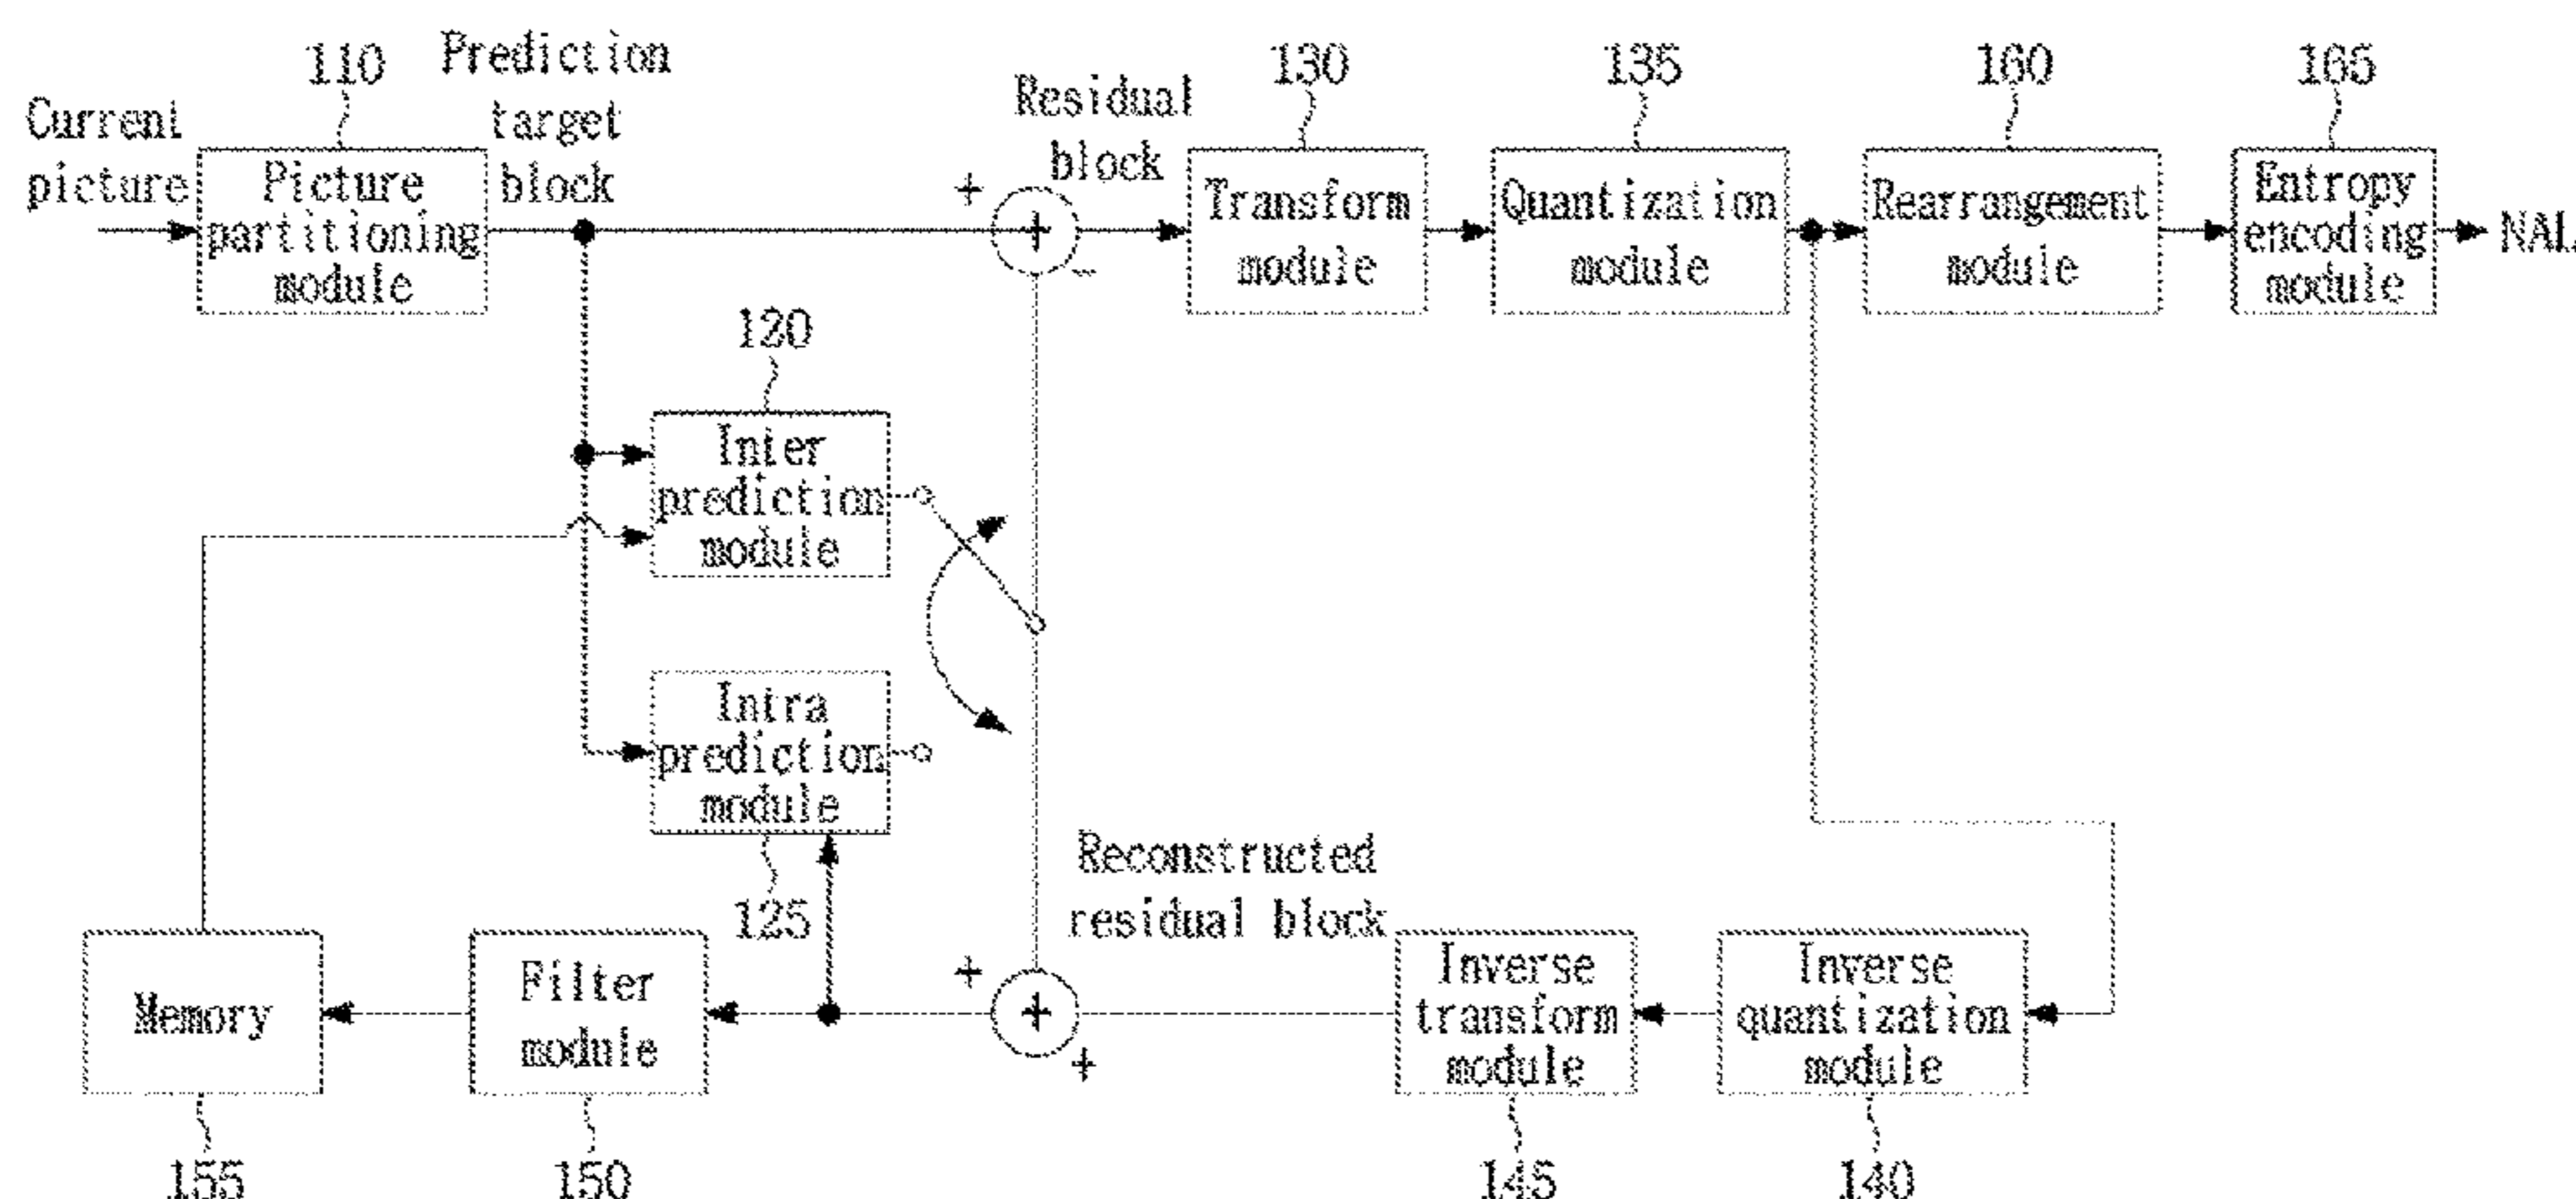 110
Prediction
target
block
Current
picture
Picture
partitioning
module
+
Residual
block
+
−
130
Transform
module
135
Quantization
module
160
Rearrangement
module
165
Entropy
encoding
module
NAL
120
Inter
prediction
module
Intra
prediction
module
125
Reconstructed
residual block
Memory
155
Filter
module
150
+
+
+
Inverse
transform
module
145
Inverse
quantization
module
140